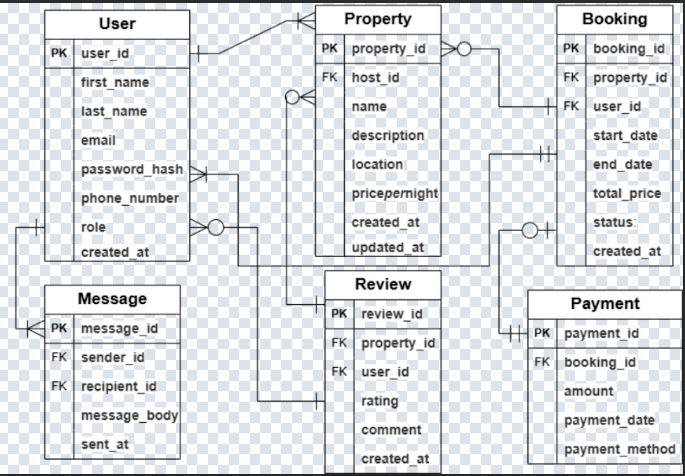 User
PK user_id
first_name
last_name
email
password_hash
phone_number
role
created_at
Property
PK property_id
FK host_id
name
description
location
pricepernight
created_at
updated_at
Booking
PK booking_id
FK property_id
FK user_id
start_date
end_date
total_price
status:
created_at
Message
PK message_id
FK sender_id
FK recipient_id
message_body
sent_at
Review
PK review_id
FK property_id
FK user_id
rating
comment
created_at
Payment
PK payment_id
FK booking_id
amount
payment_date
payment_method